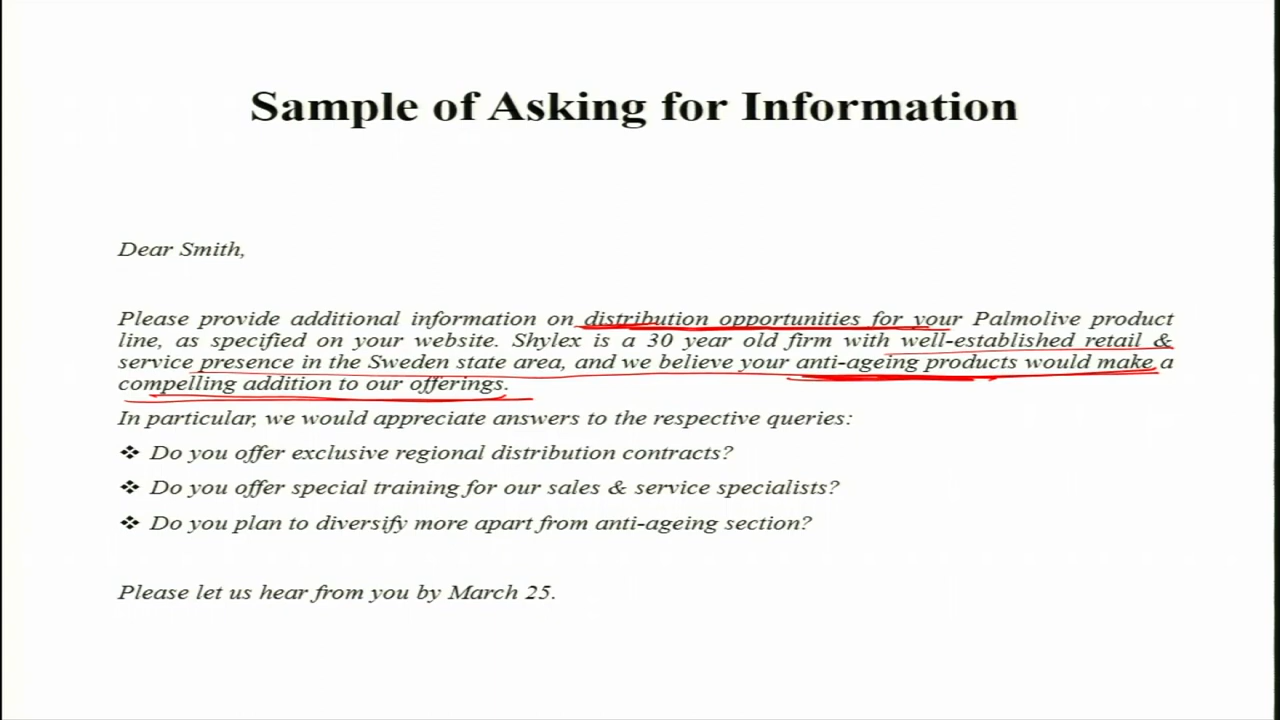 Sample of Asking for Information
Dear Smith,
Please provide additional information on distribution opportunities for your Palmolive product
line, as specified on your website. Shylex is a 30 year old firm with well-established retail &
service presence in the Sweden state area, and we believe your anti-ageing products would make a
compelling addition to our offerings.
In particular, we would appreciate answers to the respective queries:
❖ Do you offer exclusive regional distribution contracts?
❖ Do you offer special training for our sales & service specialists?
❖ Do you plan to diversify more apart from anti-ageing section?
Please let us hear from you by March 25.